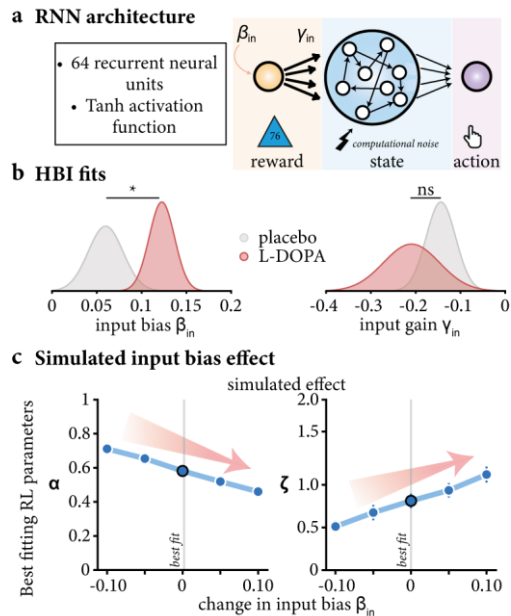 a RNN architecture
• 64 recurrent neural
units
• Tanh activation
function
β_in
γ_in
76
computational noise
reward
state
action
b HBI fits
*
ns
placebo
L-DOPA
0
0.05
0.1
0.15
0.2
input bias β_in
-0.4
-0.3
-0.2
-0.1
0
input gain γ_in
c Simulated input bias effect
simulated effect
Best fitting RL parameters
α
1
0.8
0.6
0.4
0.2
0
best fit
-0.10
0
0.10
ζ
2.0
1.5
1.0
0.5
0
best fit
-0.10
0
0.10
change in input bias β_in